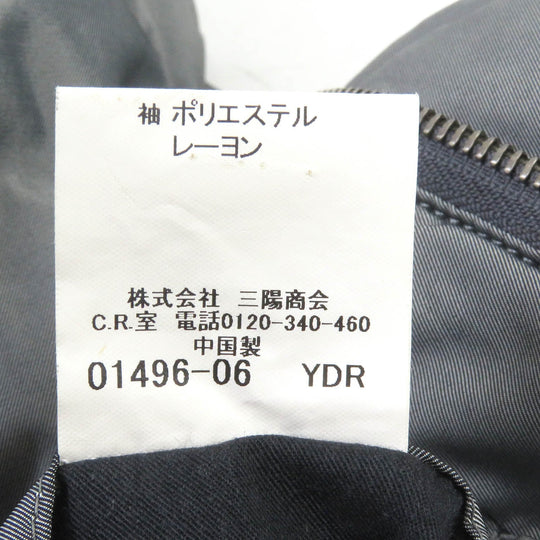 袖 ポリエステル
レーヨン
株式会社 三陽商会
C.R.室 電話0120-340-460
中国製
01496-06 YDR